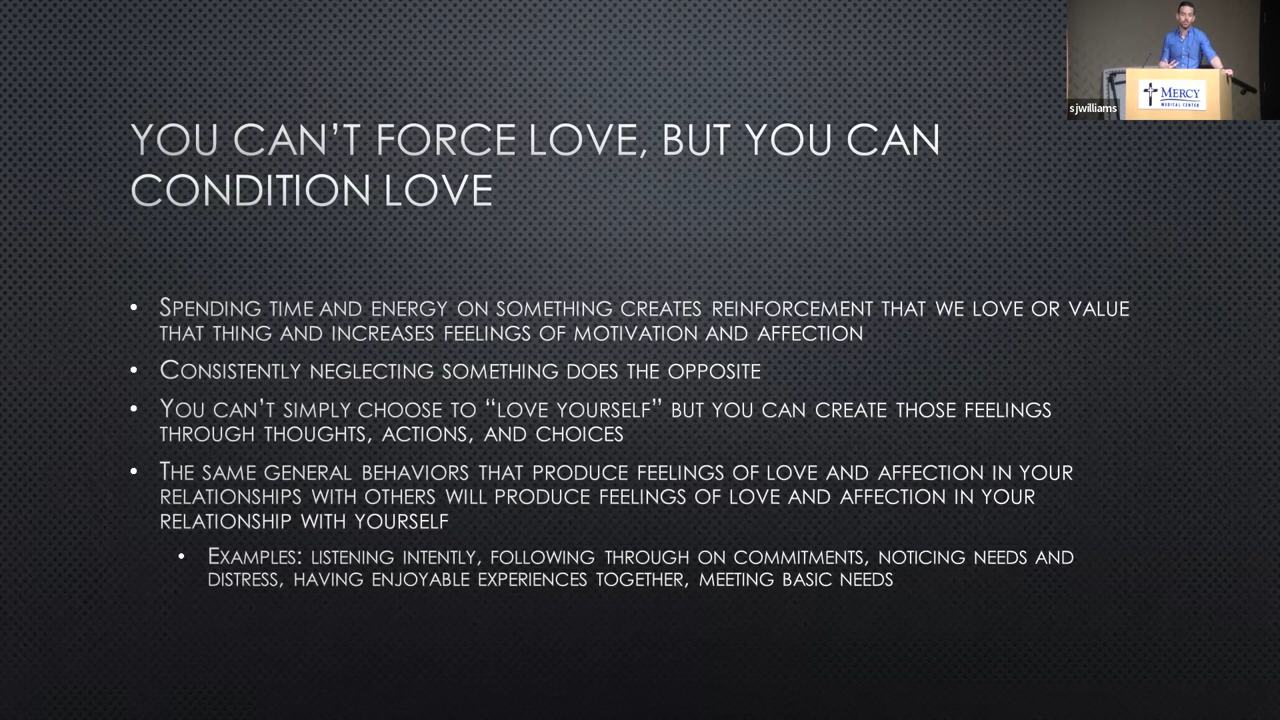 YOU CAN'T FORCE LOVE, BUT YOU CAN
CONDITION LOVE
• SPENDING TIME AND ENERGY ON SOMETHING CREATES REINFORCEMENT THAT WE LOVE OR VALUE
THAT THING AND INCREASES FEELINGS OF MOTIVATION AND AFFECTION
• CONSISTENTLY NEGLECTING SOMETHING DOES THE OPPOSITE
• YOU CAN'T SIMPLY CHOOSE TO “LOVE YOURSELF” BUT YOU CAN CREATE THOSE FEELINGS
THROUGH THOUGHTS, ACTIONS, AND CHOICES
• THE SAME GENERAL BEHAVIORS THAT PRODUCE FEELINGS OF LOVE AND AFFECTION IN YOUR
RELATIONSHIPS WITH OTHERS WILL PRODUCE FEELINGS OF LOVE AND AFFECTION IN YOUR
RELATIONSHIP WITH YOURSELF
• EXAMPLES: LISTENING INTENTLY, FOLLOWING THROUGH ON COMMITMENTS, NOTICING NEEDS AND
DISTRESS, HAVING ENJOYABLE EXPERIENCES TOGETHER, MEETING BASIC NEEDS
MERCY
MEDICAL CENTER
sjwilliams